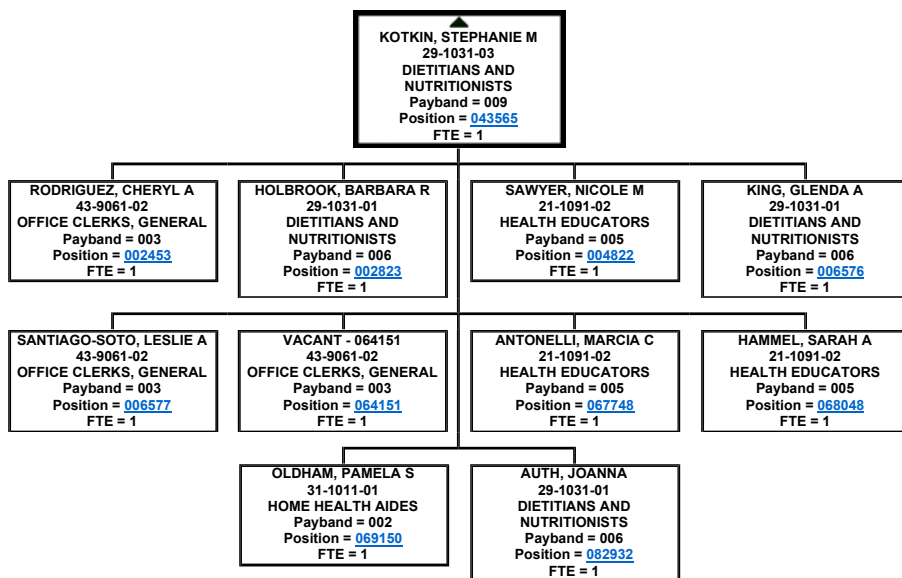 KOTKIN, STEPHANIE M
29-1031-03
DIETITIANS AND
NUTRITIONISTS
Payband = 009
Position = 043565
FTE = 1
RODRIGUEZ, CHERYL A
43-9061-02
OFFICE CLERKS, GENERAL
Payband = 003
Position = 002453
FTE = 1
HOLBROOK, BARBARA R
29-1031-01
DIETITIANS AND
NUTRITIONISTS
Payband = 006
Position = 002823
FTE = 1
SAWYER, NICOLE M
21-1091-02
HEALTH EDUCATORS
Payband = 005
Position = 004822
FTE = 1
KING, GLENDA A
29-1031-01
DIETITIANS AND
NUTRITIONISTS
Payband = 006
Position = 006576
FTE = 1
SANTIAGO-SOTO, LESLIE A
43-9061-02
OFFICE CLERKS, GENERAL
Payband = 003
Position = 006577
FTE = 1
VACANT - 064151
43-9061-02
OFFICE CLERKS, GENERAL
Payband = 003
Position = 064151
FTE = 1
ANTONELLI, MARCIA C
21-1091-02
HEALTH EDUCATORS
Payband = 005
Position = 067748
FTE = 1
HAMMEL, SARAH A
21-1091-02
HEALTH EDUCATORS
Payband = 005
Position = 068048
FTE = 1
OLDHAM, PAMELA S
31-1011-01
HOME HEALTH AIDES
Payband = 002
Position = 069150
FTE = 1
AUTH, JOANNA
29-1031-01
DIETITIANS AND
NUTRITIONISTS
Payband = 006
Position = 082932
FTE = 1